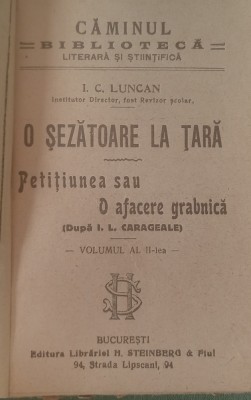 CĂMINUL
BIBLIOTECĂ
LITERARĂ ȘI ȘTIINȚIFICĂ
I. C. LUNCAN
Institutor Director, fost Revizor școlar,
O ȘEZĂTOARE LA ȚARĂ
Petițiunea sau
O afacere grabnică
(După I. L. CARAGEALE)
— VOLUMUL AL II-lea —
HS
BUCUREȘTI
Editura Librăriei H. STEINBERG & Fiul
94, Strada Lipscani, 94